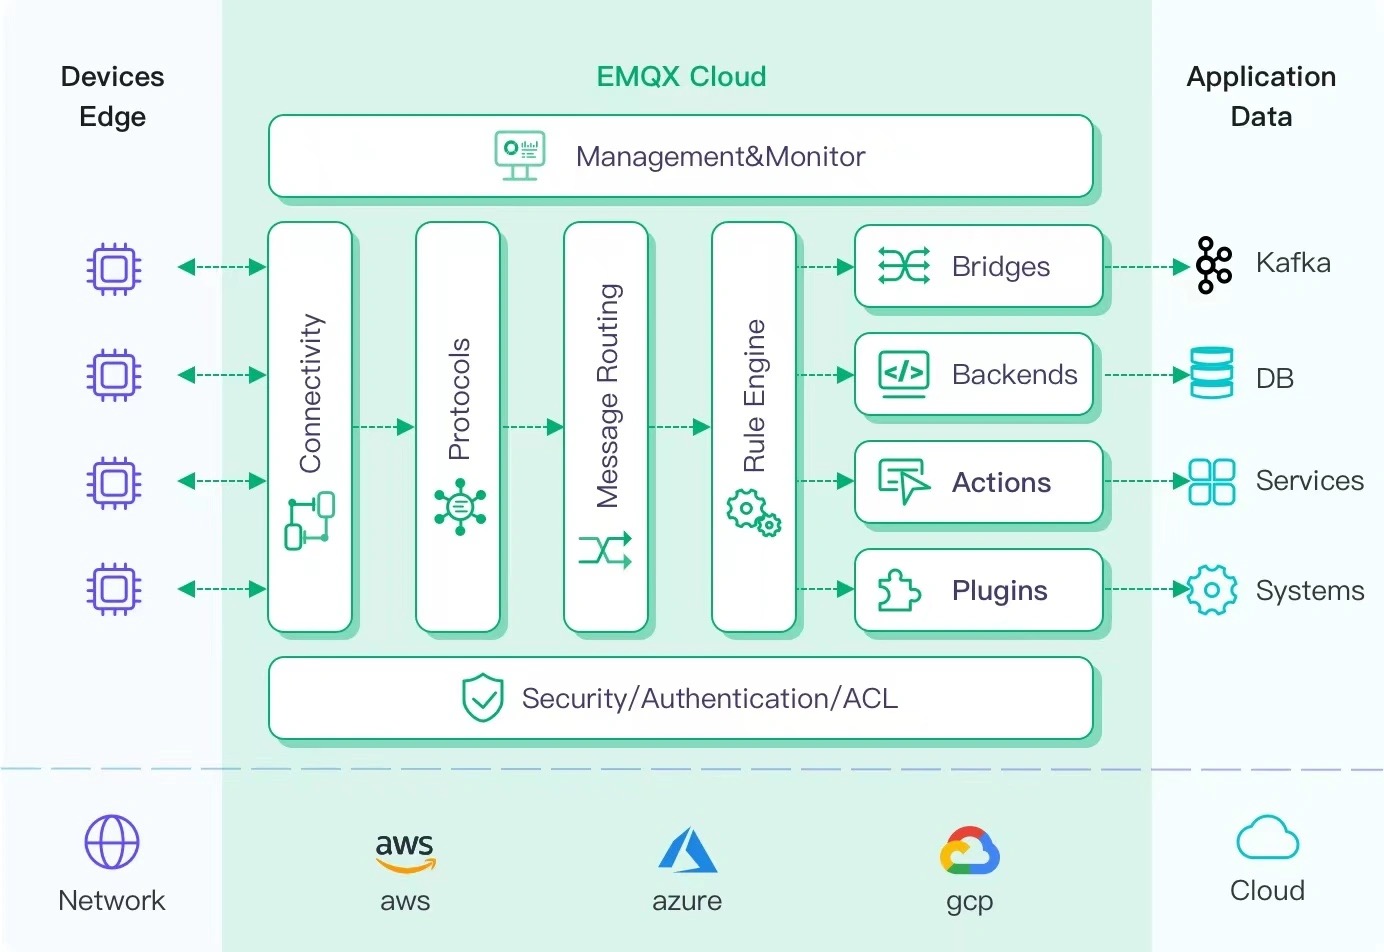 Devices
Edge
EMQX Cloud
Application
Data
Management&Monitor
Connectivity
Protocols
Message Routing
Rule Engine
Bridges
Kafka
Backends
DB
Actions
Services
Plugins
Systems
Security/Authentication/ACL
Network
aws
aws
azure
gcp
Cloud